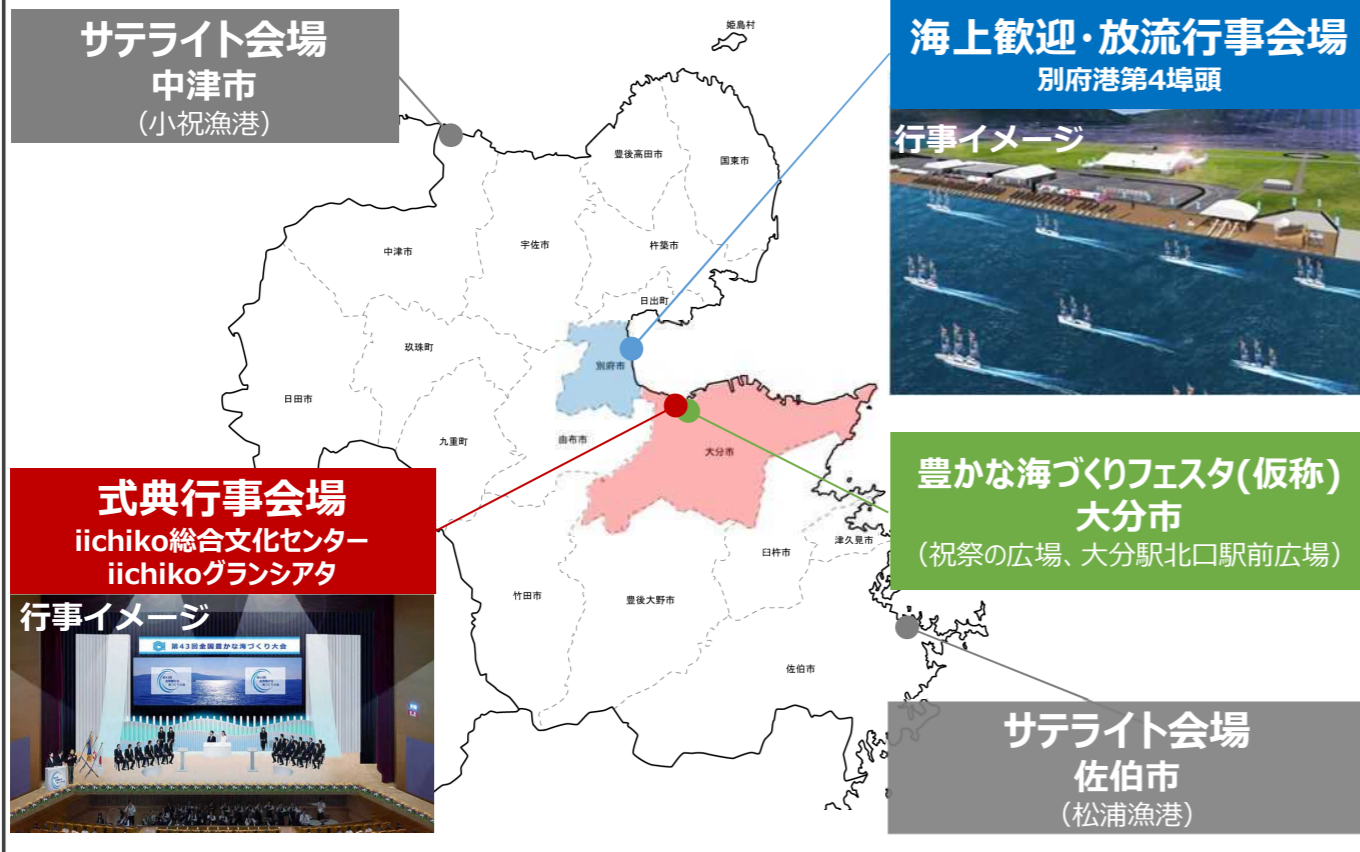 サテライト会場
中津市
（小祝漁港）
姫島村
海上歓迎・放流行事会場
別府港第4埠頭
行事イメージ
豊後高田市
国東市
中津市
宇佐市
杵築市
日出町
玖珠町
別府市
日田市
九重町
由布市
大分市
式典行事会場
iichiko総合文化センター
iichikoグランシアタ
行事イメージ
第43回全国豊かな海づくり大会
豊かな海づくりフェスタ(仮称)
大分市
（祝祭の広場、大分駅北口駅前広場）
津久見市
臼杵市
竹田市
豊後大野市
佐伯市
サテライト会場
佐伯市
（松浦漁港）